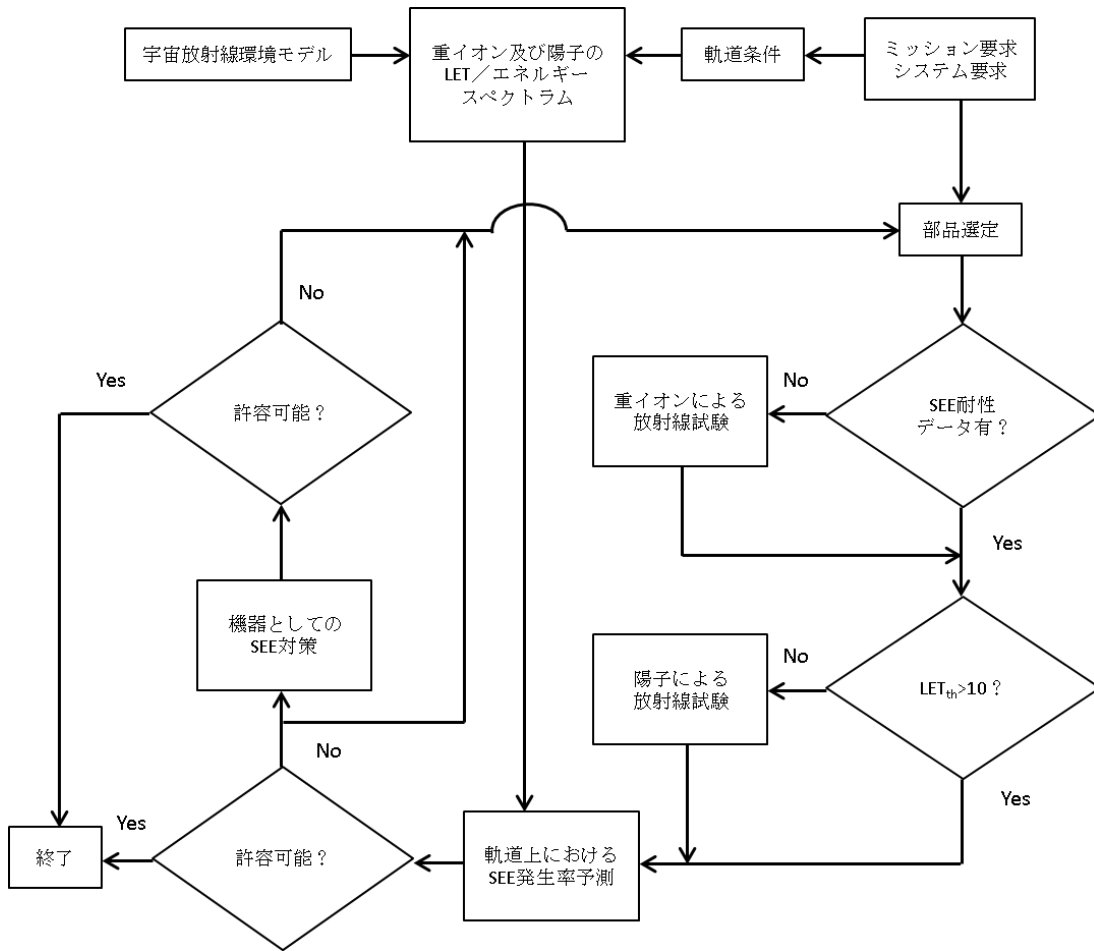 宇宙放射線環境モデル
重イオン及び陽子の
LET／エネルギー
スペクトラム
軌道条件
ミッション要求
システム要求
部品選定
No
Yes
許容可能？
重イオンによる
放射線試験
No
SEE耐性
データ有？
Yes
機器としての
SEE対策
陽子による
放射線試験
No
LETth>10？
No
Yes
終了
Yes
許容可能？
軌道上における
SEE発生率予測